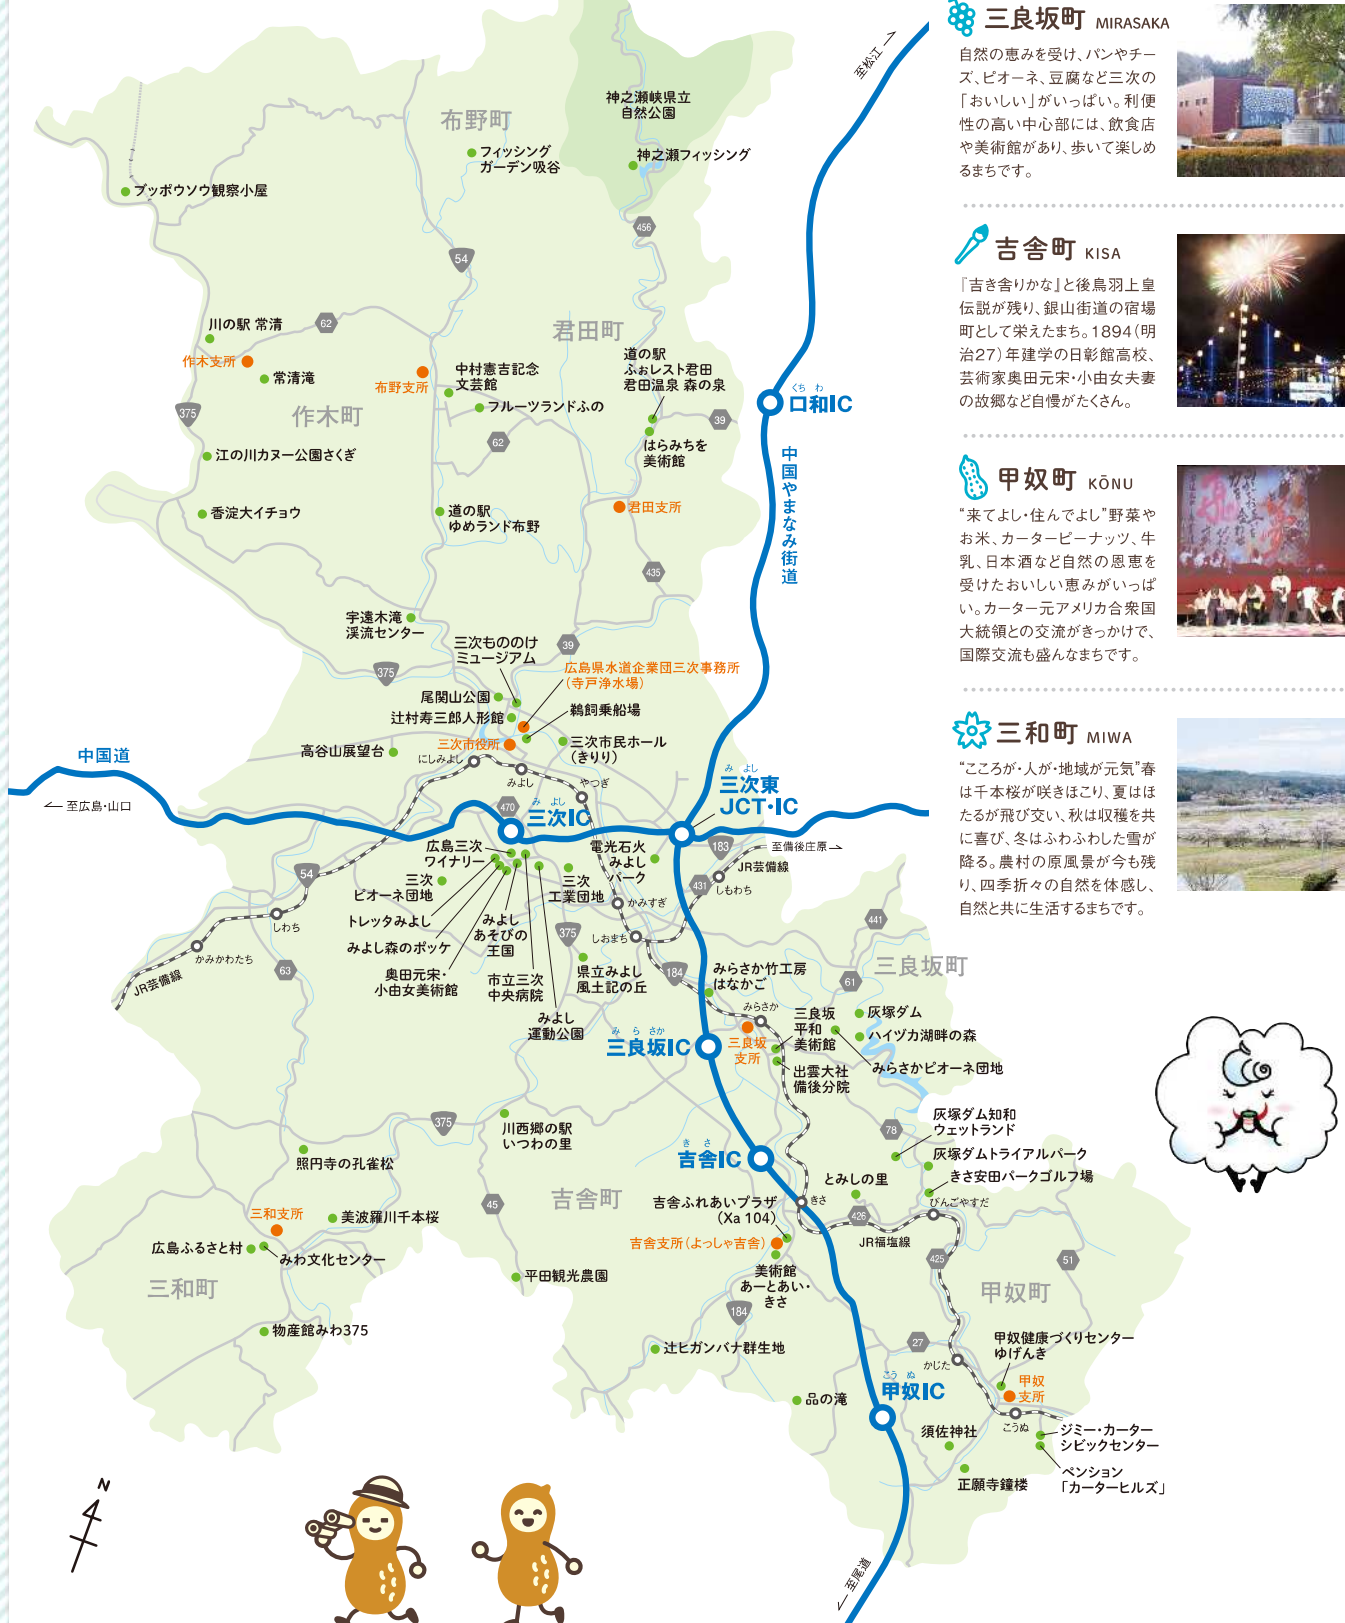 三良坂町 MIRASAKA
自然の恵みを受け、パンやチー
ズ、ピオーネ、豆腐など三次の
「おいしい」がいっぱい。利便
性の高い中心部には、飲食店
や美術館があり、歩いて楽しめ
るまちです。
吉舎町 KISA
『吉き舎りかな』と後鳥羽上皇
伝説が残り、銀山街道の宿場
町として栄えたまち。1894(明
治27)年建学の日彰館高校、
芸術家奥田元宋・小由女夫妻
の故郷など自慢がたくさん。
甲奴町 KŌNU
“来てよし・住んでよし”野菜や
お米、カーターピーナッツ、牛
乳、日本酒など自然の恩恵を
受けたおいしい恵みがいっぱ
い。カーター元アメリカ合衆国
大統領との交流がきっかけで、
国際交流も盛んなまちです。
三和町 MIWA
“こころが・人が・地域が元気”春
は千本桜が咲きほこり、夏はほ
たるが飛び交い、秋は収穫を共
に喜び、冬はふわふわした雪が
降る。農村の原風景が今も残
り、四季折々の自然を体感し、
自然と共に生活するまちです。
至松江
神之瀬峡県立
自然公園
布野町
フィッシング
ガーデン吸谷
神之瀬フィッシング
ブッポウソウ観察小屋
456
54
川の駅 常清
62
君田町
作木支所
常清滝
布野支所
中村憲吉記念
文芸館
道の駅
ふぉレスト君田
君田温泉 森の泉
くちわ
口和IC
375
作木町
フルーツランドふの
39
62
はらみちを
美術館
江の川カヌー公園さくぎ
中国やまなみ街道
香淀大イチョウ
道の駅
ゆめランド布野
君田支所
435
宇遠木滝
渓流センター
三次もののけ
ミュージアム
39
375
広島県水道企業団三次事務所
(寺戸浄水場)
尾関山公園
辻村寿三郎人形館
鵜飼乗船場
高谷山展望台
三次市役所
三次市民ホール
(きりり)
中国道
にしみよし
みよし
やつぎ
みよし
三次東
JCT・IC
至広島・山口
470
みよし
三次IC
183
至備後庄原
広島三次
ワイナリー
電光石火
みよし
パーク
JR芸備線
54
三次
ピオーネ団地
三次
工業団地
431
しもわち
トレッタみよし
みよし
あそびの
王国
かみすぎ
441
しわち
みよし森のポッケ
375
しおまち
かみかわたち
63
奥田元宋・
小由女美術館
市立三次
中央病院
県立みよし
風土記の丘
184
みらさか竹工房
はなかご
三良坂町
JR芸備線
61
みよし
運動公園
みらさか
三良坂
平和
美術館
灰塚ダム
みらさか
三良坂IC
三良坂
支所
ハイヅカ湖畔の森
出雲大社
備後分院
みらさかピオーネ団地
375
川西郷の駅
いつわの里
78
灰塚ダム知和
ウェットランド
照円寺の孔雀松
きさ
吉舎IC
灰塚ダムトライアルパーク
とみしの里
きさ安田パークゴルフ場
吉舎町
45
吉舎ふれあいプラザ
(Xa 104)
きさ
びんごやすだ
三和支所
美波羅川千本桜
426
広島ふるさと村
みわ文化センター
吉舎支所(よっしゃ吉舎)
JR福塩線
425
51
三和町
平田観光農園
美術館
あーとあい・
きさ
甲奴町
184
物産館みわ375
27
甲奴健康づくりセンター
ゆげんき
辻ヒガンバナ群生地
かじた
こうぬ
甲奴IC
甲奴
支所
品の滝
こうぬ
須佐神社
ジミー・カーター
シビックセンター
正願寺鐘楼
ペンション
「カーターヒルズ」
N
至尾道